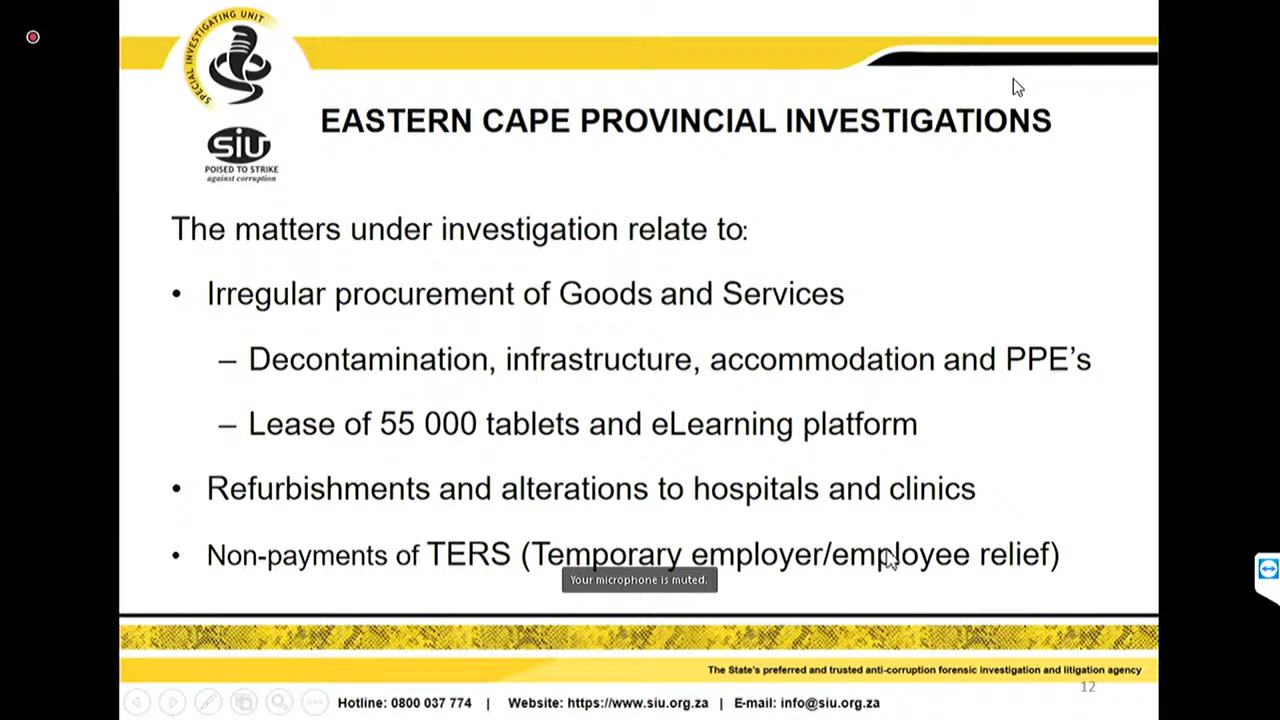 SPECIAL INVESTIGATING UNIT
SIU
POISED TO STRIKE
against corruption
EASTERN CAPE PROVINCIAL INVESTIGATIONS
The matters under investigation relate to:
• Irregular procurement of Goods and Services
– Decontamination, infrastructure, accommodation and PPE's
– Lease of 55 000 tablets and eLearning platform
• Refurbishments and alterations to hospitals and clinics
• Non-payments of TERS (Temporary employer/employee relief)
Your microphone is muted.
The State's preferred and trusted anti-corruption forensic investigation and litigation agency
12
Hotline: 0800 037 774 | Website: https://www.siu.org.za | E-mail: info@siu.org.za